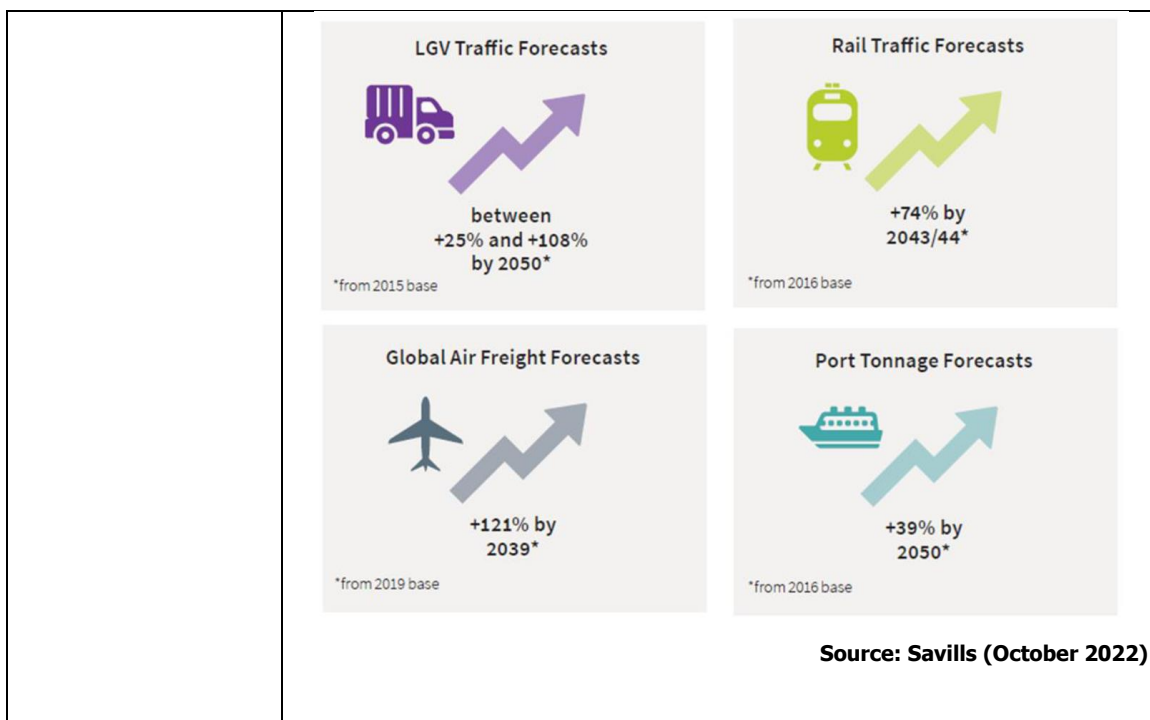 LGV Traffic Forecasts
between
+25% and +108%
by 2050*
*from 2015 base
Rail Traffic Forecasts
+74% by
2043/44*
*from 2016 base
Global Air Freight Forecasts
+121% by
2039*
*from 2019 base
Port Tonnage Forecasts
+39% by
2050*
*from 2016 base
Source: Savills (October 2022)